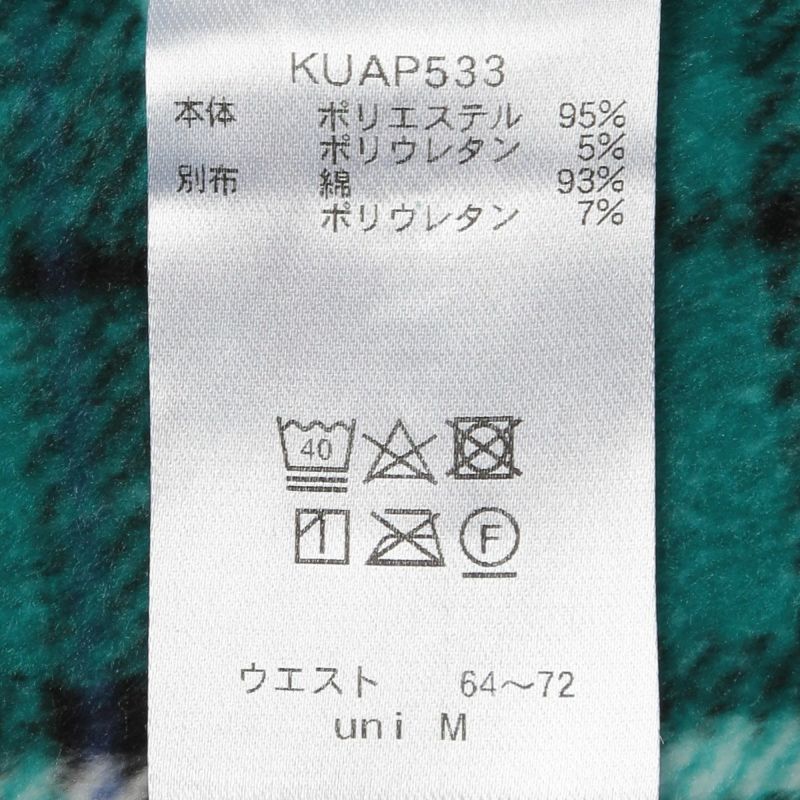 KUAP533
本体 ポリエステル 95%
ポリウレタン 5%
別布 綿 93%
ポリウレタン 7%
40
F
ウエスト 64〜72
uni M